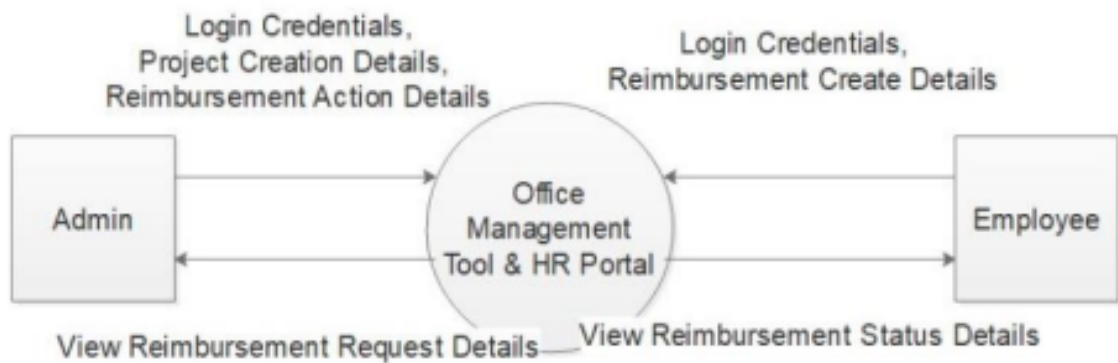 Login Credentials,
Project Creation Details,
Reimbursement Action Details
Login Credentials,
Reimbursement Create Details
Admin
Office
Management
Tool & HR Portal
Employee
View Reimbursement Request Details
View Reimbursement Status Details